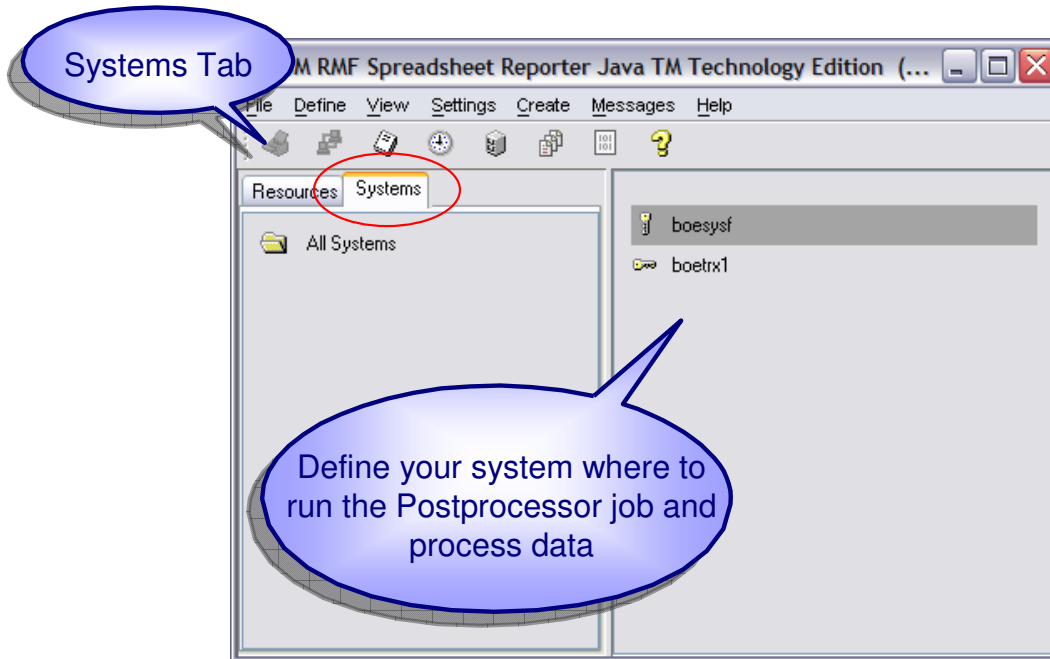 Systems Tab
M RMF Spreadsheet Reporter Java TM Technology Edition (...
File Define View Settings Create Messages Help
Resources Systems
All Systems
boesysf
boetrx1
Define your system where to
run the Postprocessor job and
process data